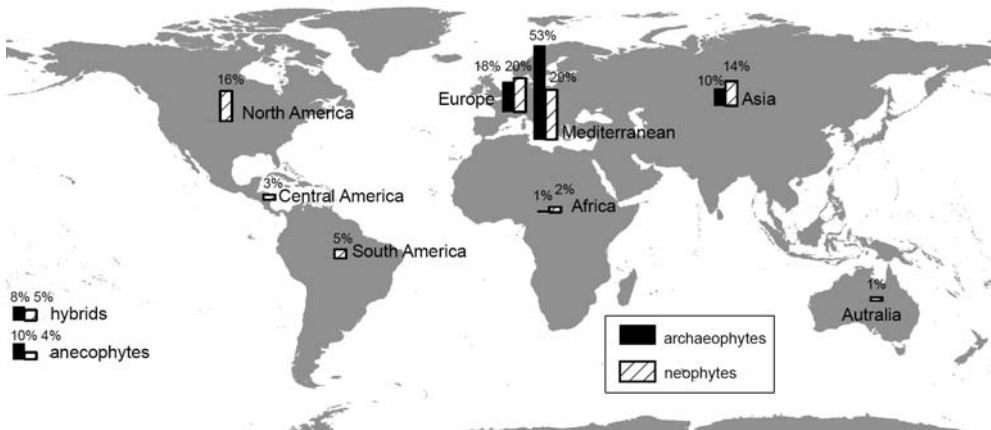 53%
18% 20%
29%
14%
10%
16%
Europe
Asia
North America
Mediterranean
3%
Central America
1% 2%
Africa
5%
South America
1%
Autralia
8% 5%
hybrids
10% 4%
anecophytes
archaeophytes
neophytes